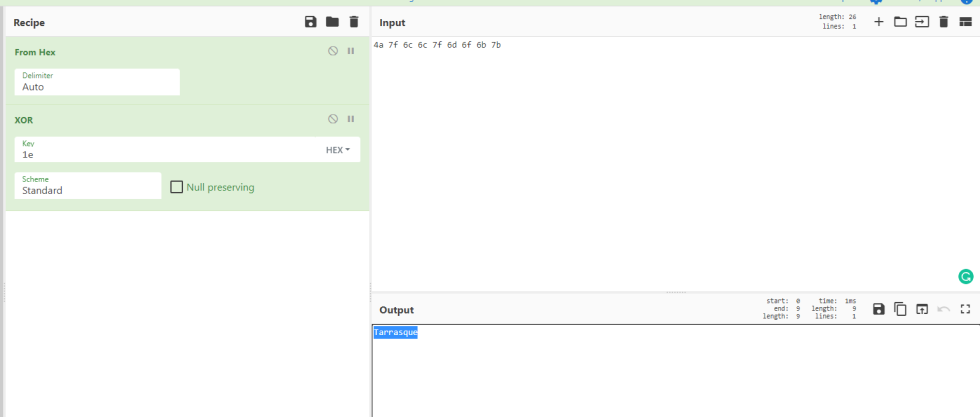 Recipe
From Hex
Delimiter
Auto
XOR
Key
1e
HEX
Scheme
Standard
Null preserving
Input
length: 26
lines: 1
4a 7f 6c 6c 7f 6d 6f 6b 7b
Output
start: 0 time: 1ms
end: 9 length: 9
length: 9 lines: 1
Tarrasque